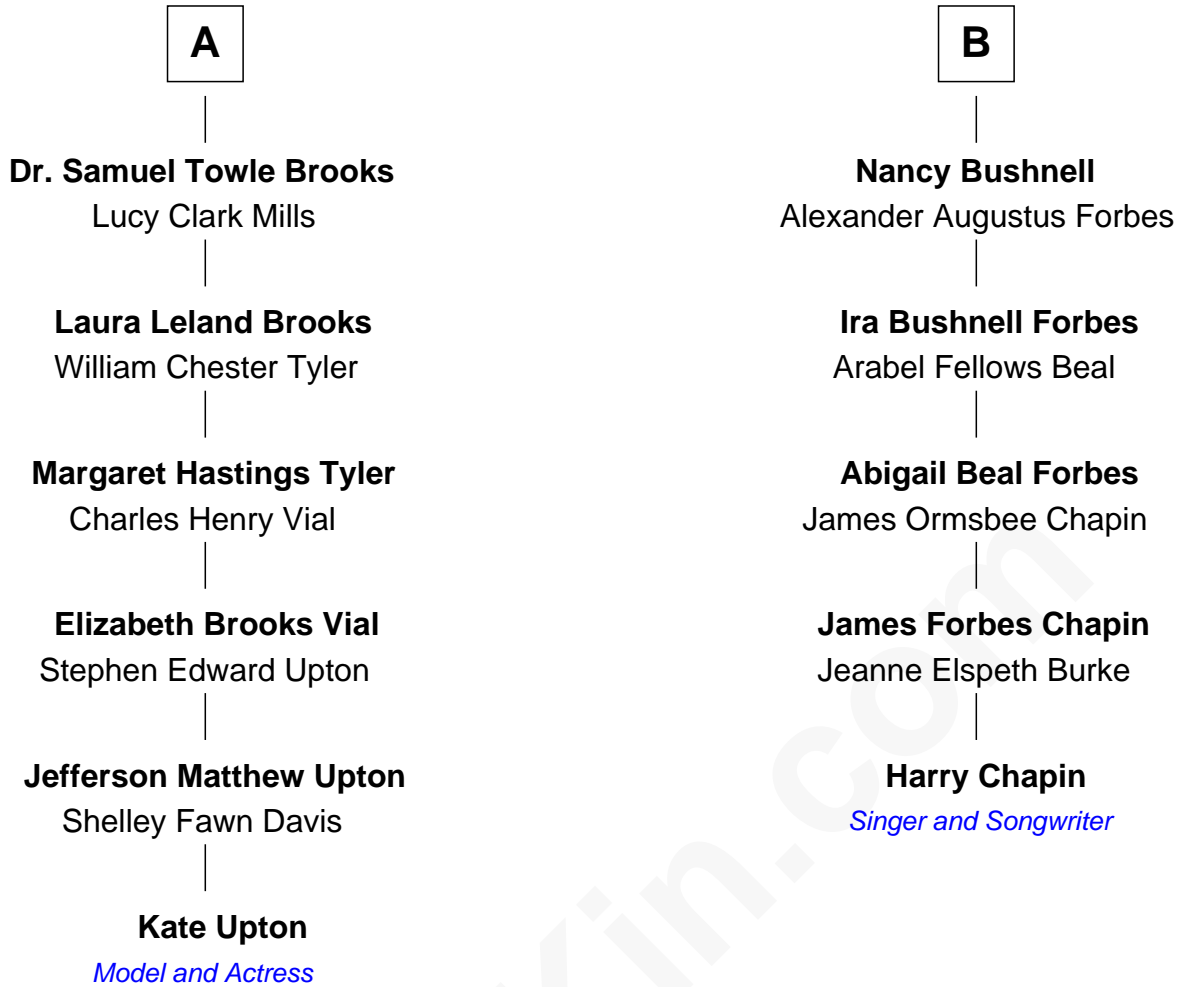 A
Dr. Samuel Towle Brooks
Lucy Clark Mills
Laura Leland Brooks
William Chester Tyler
Margaret Hastings Tyler
Charles Henry Vial
Elizabeth Brooks Vial
Stephen Edward Upton
Jefferson Matthew Upton
Shelley Fawn Davis
Kate Upton
Model and Actress
B
Nancy Bushnell
Alexander Augustus Forbes
Ira Bushnell Forbes
Arabel Fellows Beal
Abigail Beal Forbes
James Ormsbee Chapin
James Forbes Chapin
Jeanne Elspeth Burke
Harry Chapin
Singer and Songwriter
Kin.com